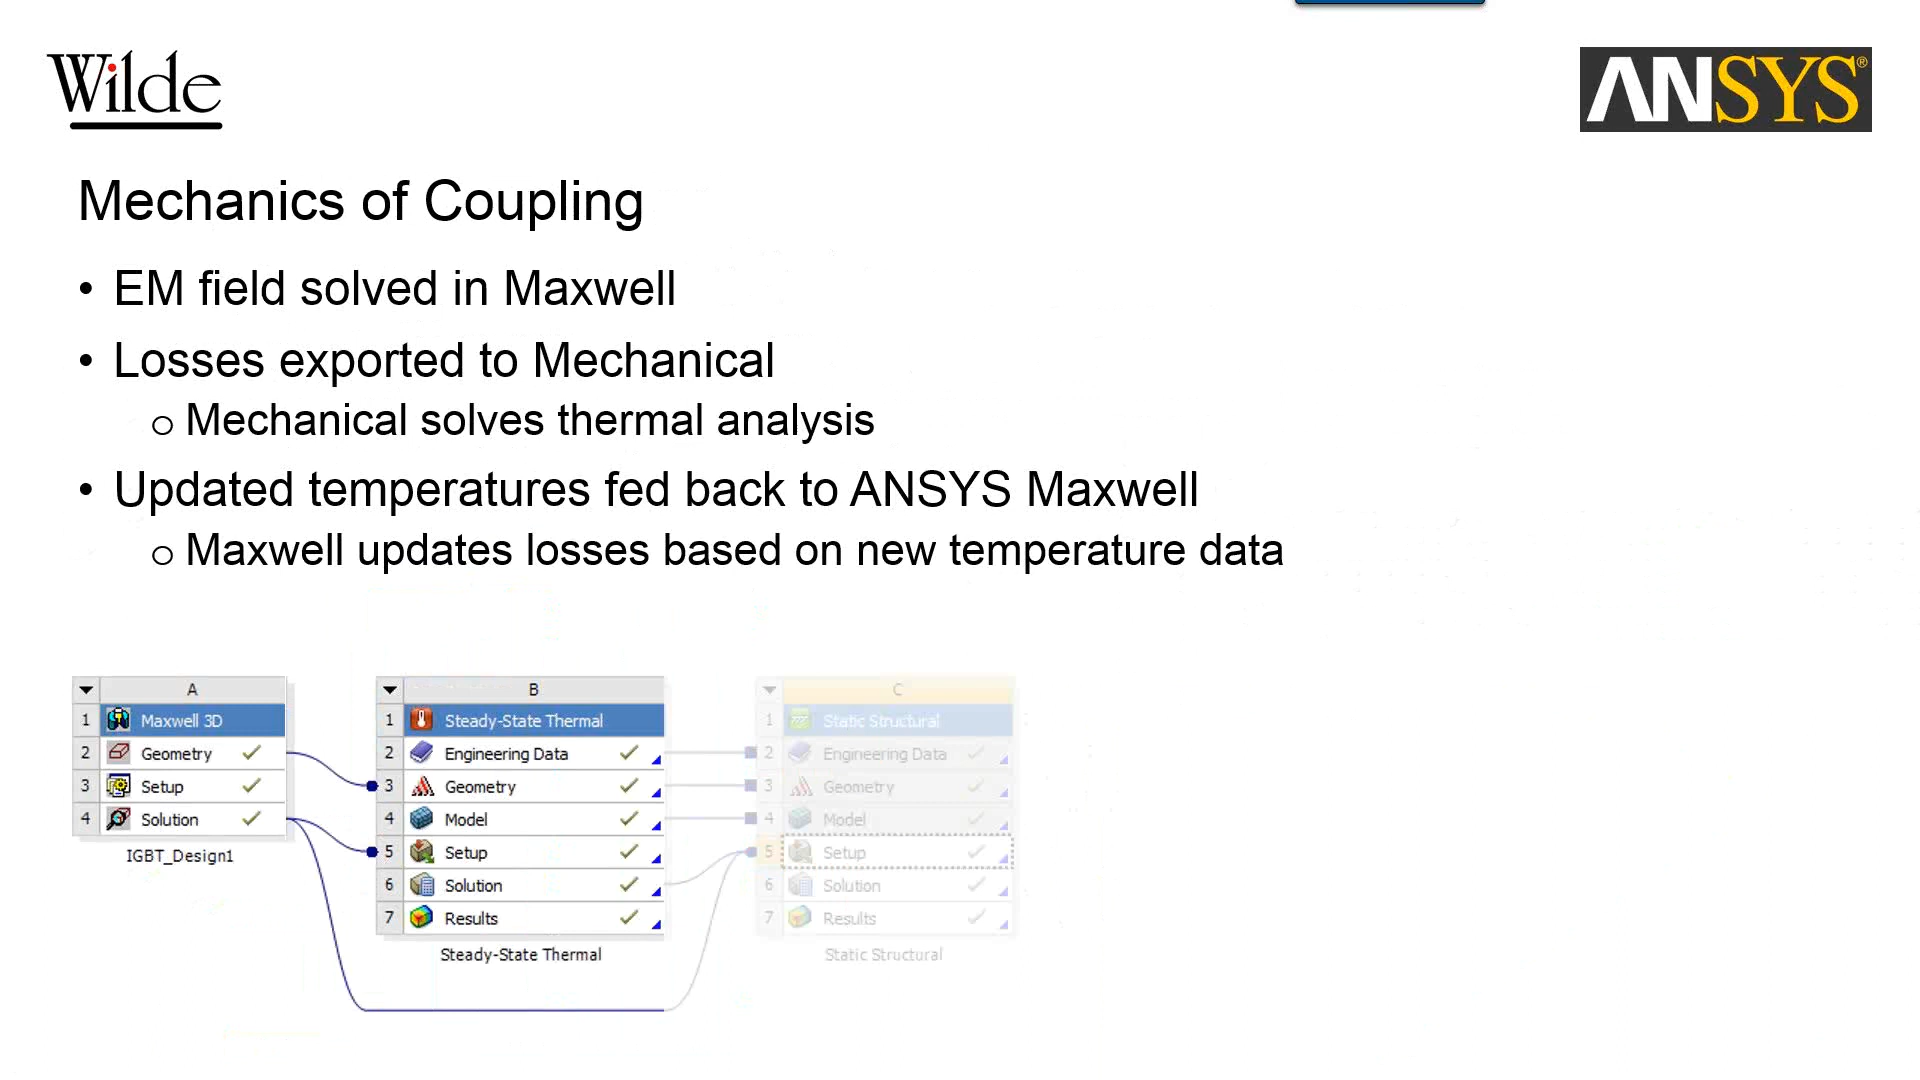 Wilde
ANSYS®
Mechanics of Coupling
• EM field solved in Maxwell
• Losses exported to Mechanical
o Mechanical solves thermal analysis
• Updated temperatures fed back to ANSYS Maxwell
o Maxwell updates losses based on new temperature data
A
1 Maxwell 3D
2 Geometry
3 Setup
4 Solution
IGBT_Design1
B
1 Steady-State Thermal
2 Engineering Data
3 Geometry
4 Model
5 Setup
6 Solution
7 Results
Steady-State Thermal
C
1 Static Structural
2 Engineering Data
3 Geometry
4 Model
5 Setup
6 Solution
7 Results
Static Structural